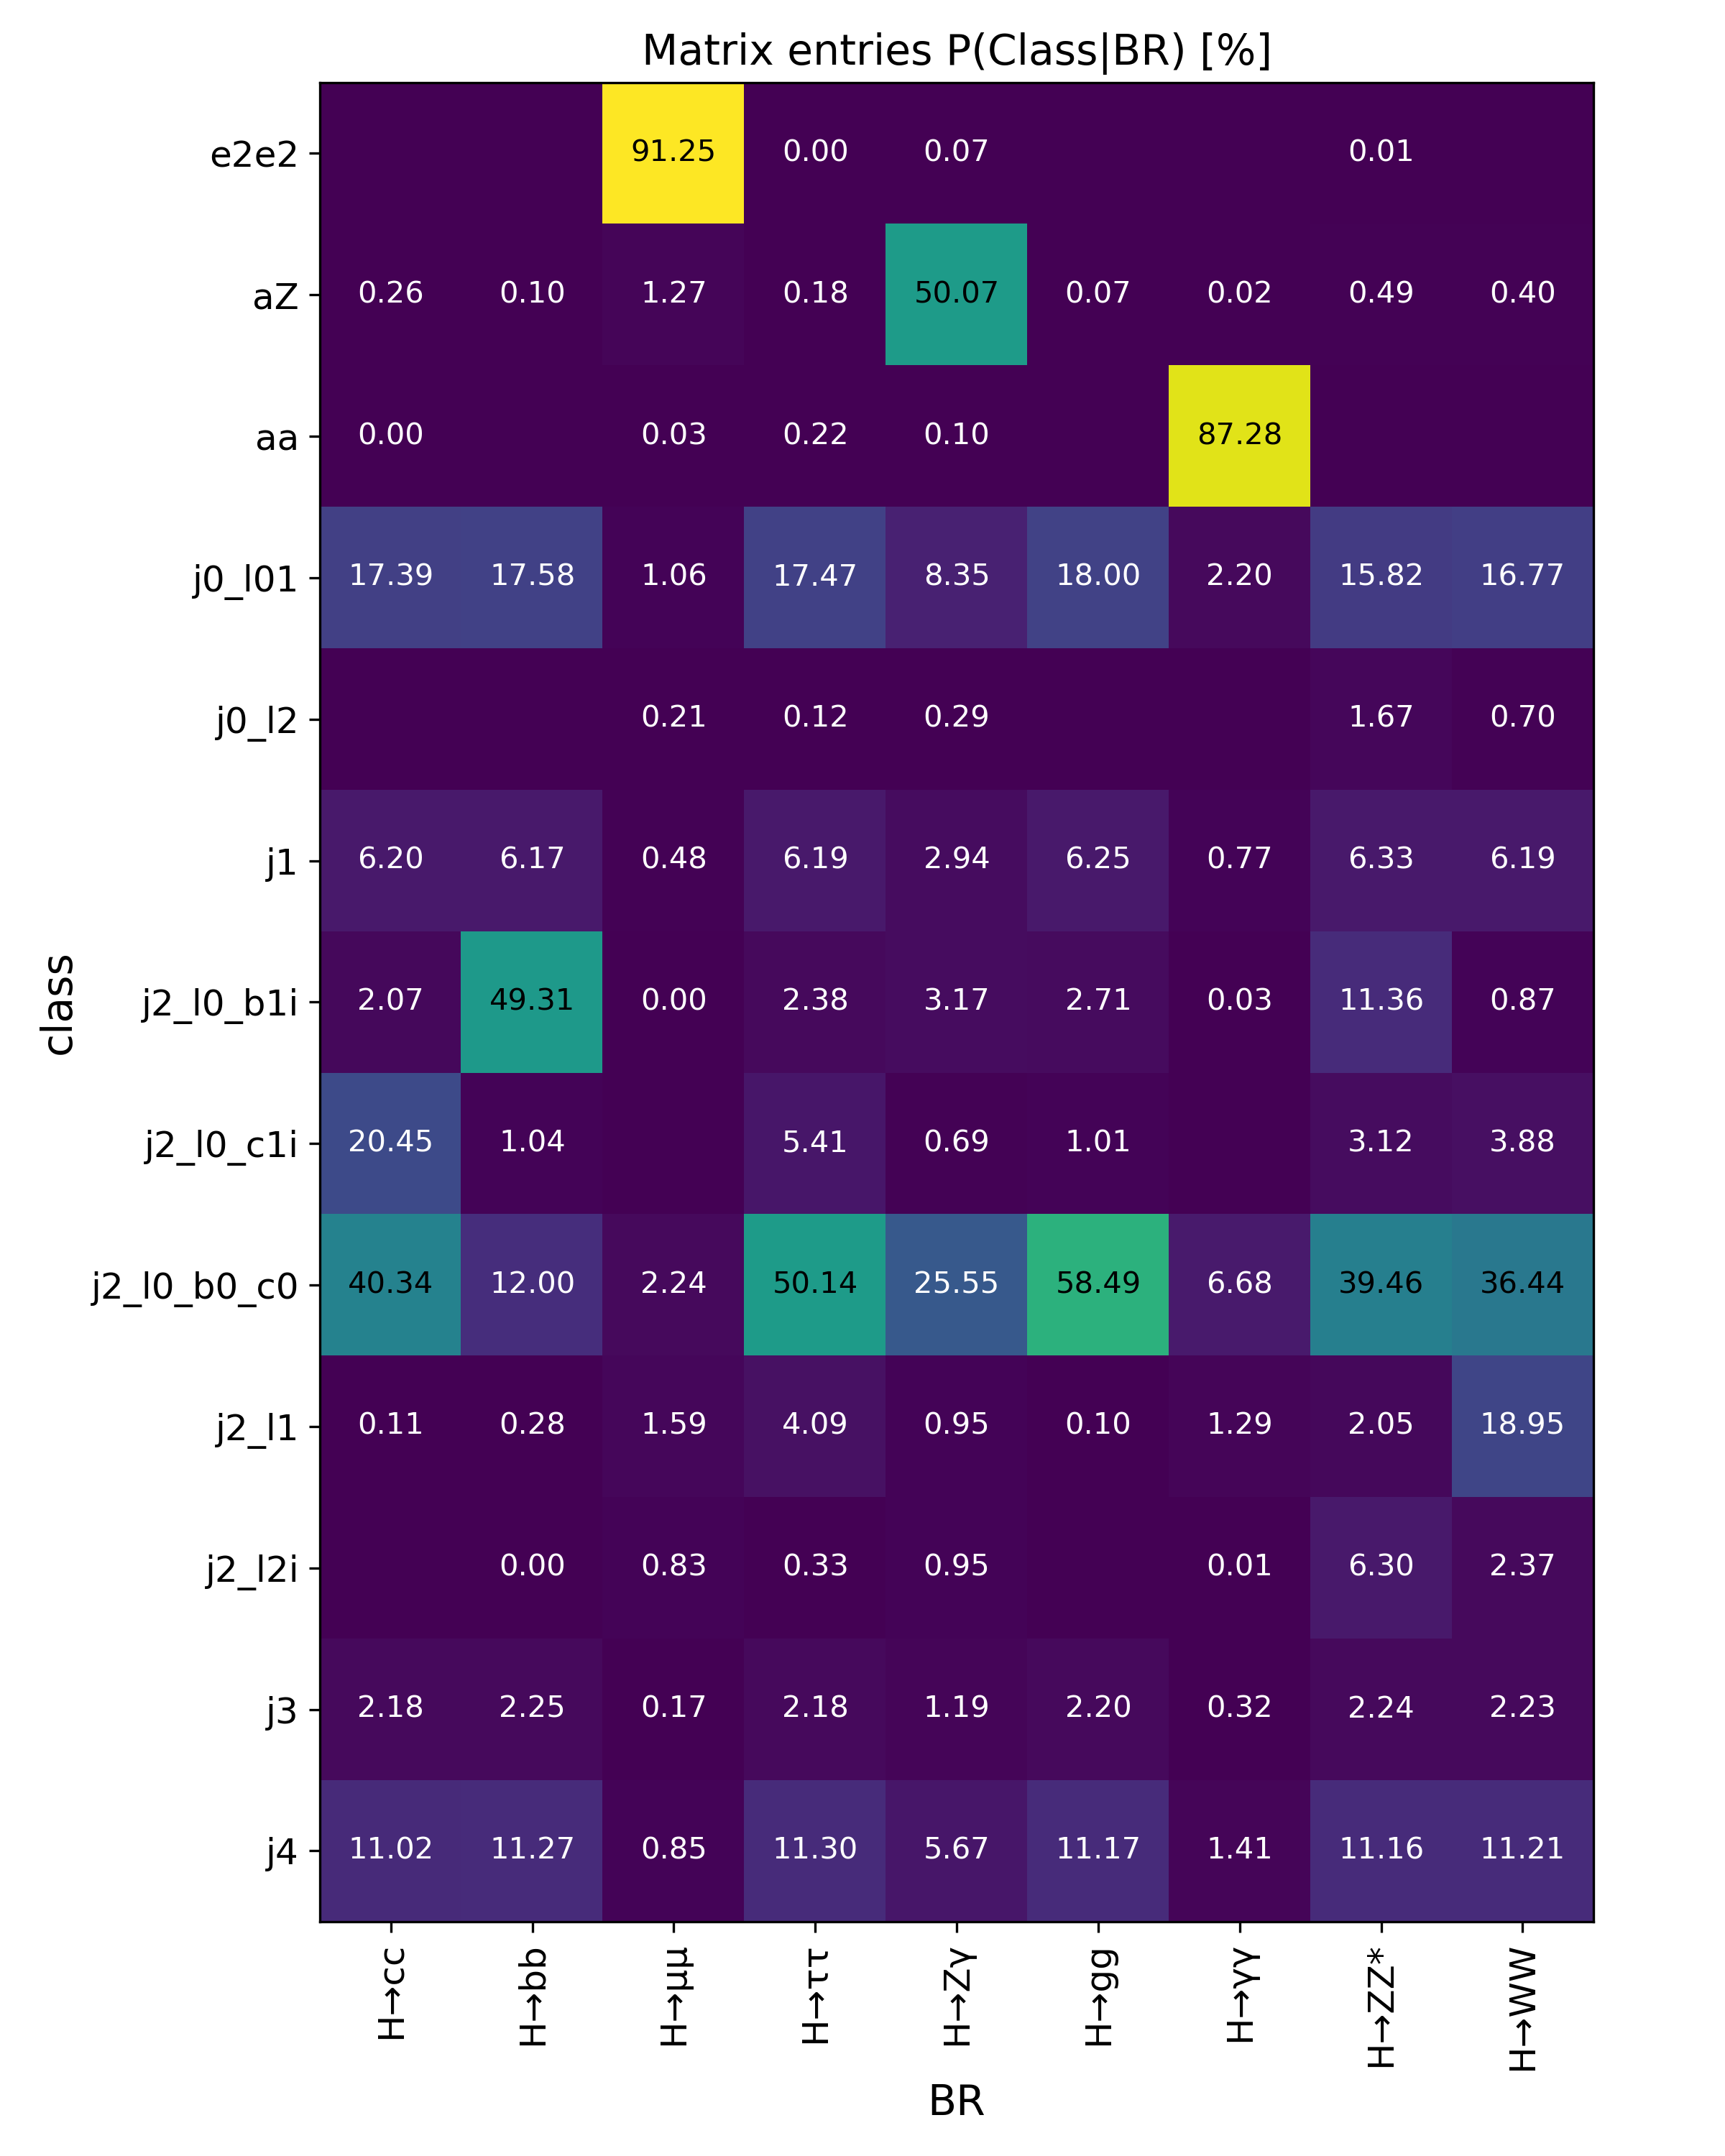 Matrix entries P(Class|BR) [%]
e2e2 91.25 0.00 0.07 0.01
aZ 0.26 0.10 1.27 0.18 50.07 0.07 0.02 0.49 0.40
aa 0.00 0.03 0.22 0.10 87.28
j0_l01 17.39 17.58 1.06 17.47 8.35 18.00 2.20 15.82 16.77
j0_l2 0.21 0.12 0.29 1.67 0.70
j1 6.20 6.17 0.48 6.19 2.94 6.25 0.77 6.33 6.19
j2_l0_b1i 2.07 49.31 0.00 2.38 3.17 2.71 0.03 11.36 0.87
j2_l0_c1i 20.45 1.04 5.41 0.69 1.01 3.12 3.88
j2_l0_b0_c0 40.34 12.00 2.24 50.14 25.55 58.49 6.68 39.46 36.44
j2_l1 0.11 0.28 1.59 4.09 0.95 0.10 1.29 2.05 18.95
j2_l2i 0.00 0.83 0.33 0.95 0.01 6.30 2.37
j3 2.18 2.25 0.17 2.18 1.19 2.20 0.32 2.24 2.23
j4 11.02 11.27 0.85 11.30 5.67 11.17 1.41 11.16 11.21
class
H→cc H→bb H→μμ H→ττ H→Zγ H→gg H→γγ H→ZZ* H→WW
BR